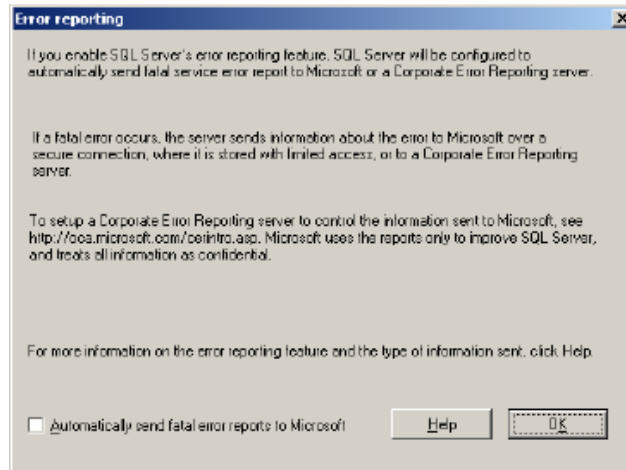 Error reporting
If you enable SQL Server's error reporting feature, SQL Server will be configured to
automatically send fatal service error report to Microsoft or a Corporate Error Reporting server.
If a fatal error occurs, the server sends information about the error to Microsoft over a
secure connection, where it is stored with limited access, or to a Corporate Error Reporting
server.
To setup a Corporate Error Reporting server to control the information sent to Microsoft, see
http://oca.microsoft.com/cerintro.asp. Microsoft uses the reports only to improve SQL Server,
and treats all information as confidential.
For more information on the error reporting feature and the type of information sent, click Help.
Automatically send fatal error reports to Microsoft
Help
OK